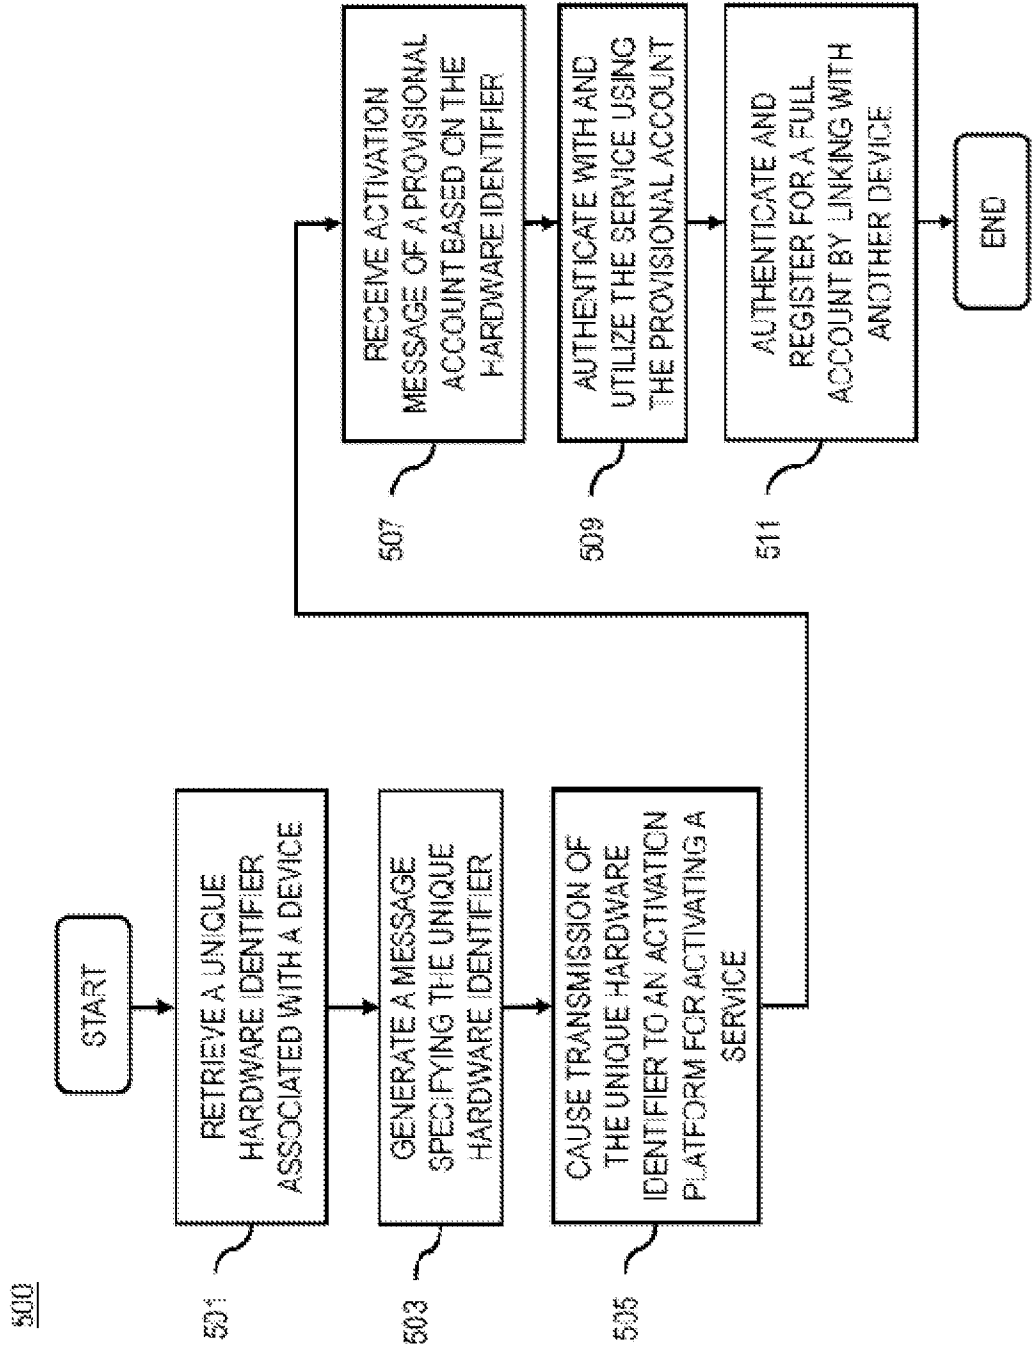 500
START
501
RETRIEVE A UNIQUE
HARDWARE IDENTIFIER
ASSOCIATED WITH A DEVICE
503
GENERATE A MESSAGE
SPECIFYING THE UNIQUE
HARDWARE IDENTIFIER
505
CAUSE TRANSMISSION OF
THE UNIQUE HARDWARE
IDENTIFIER TO AN ACTIVATION
PLATFORM FOR ACTIVATING A
SERVICE
507
RECEIVE ACTIVATION
MESSAGE OF A PROVISIONAL
ACCOUNT BASED ON THE
HARDWARE IDENTIFIER
509
AUTHENTICATE WITH AND
UTILIZE THE SERVICE USING
THE PROVISIONAL ACCOUNT
511
AUTHENTICATE AND
REGISTER FOR A FULL
ACCOUNT BY LINKING WITH
ANOTHER DEVICE
END